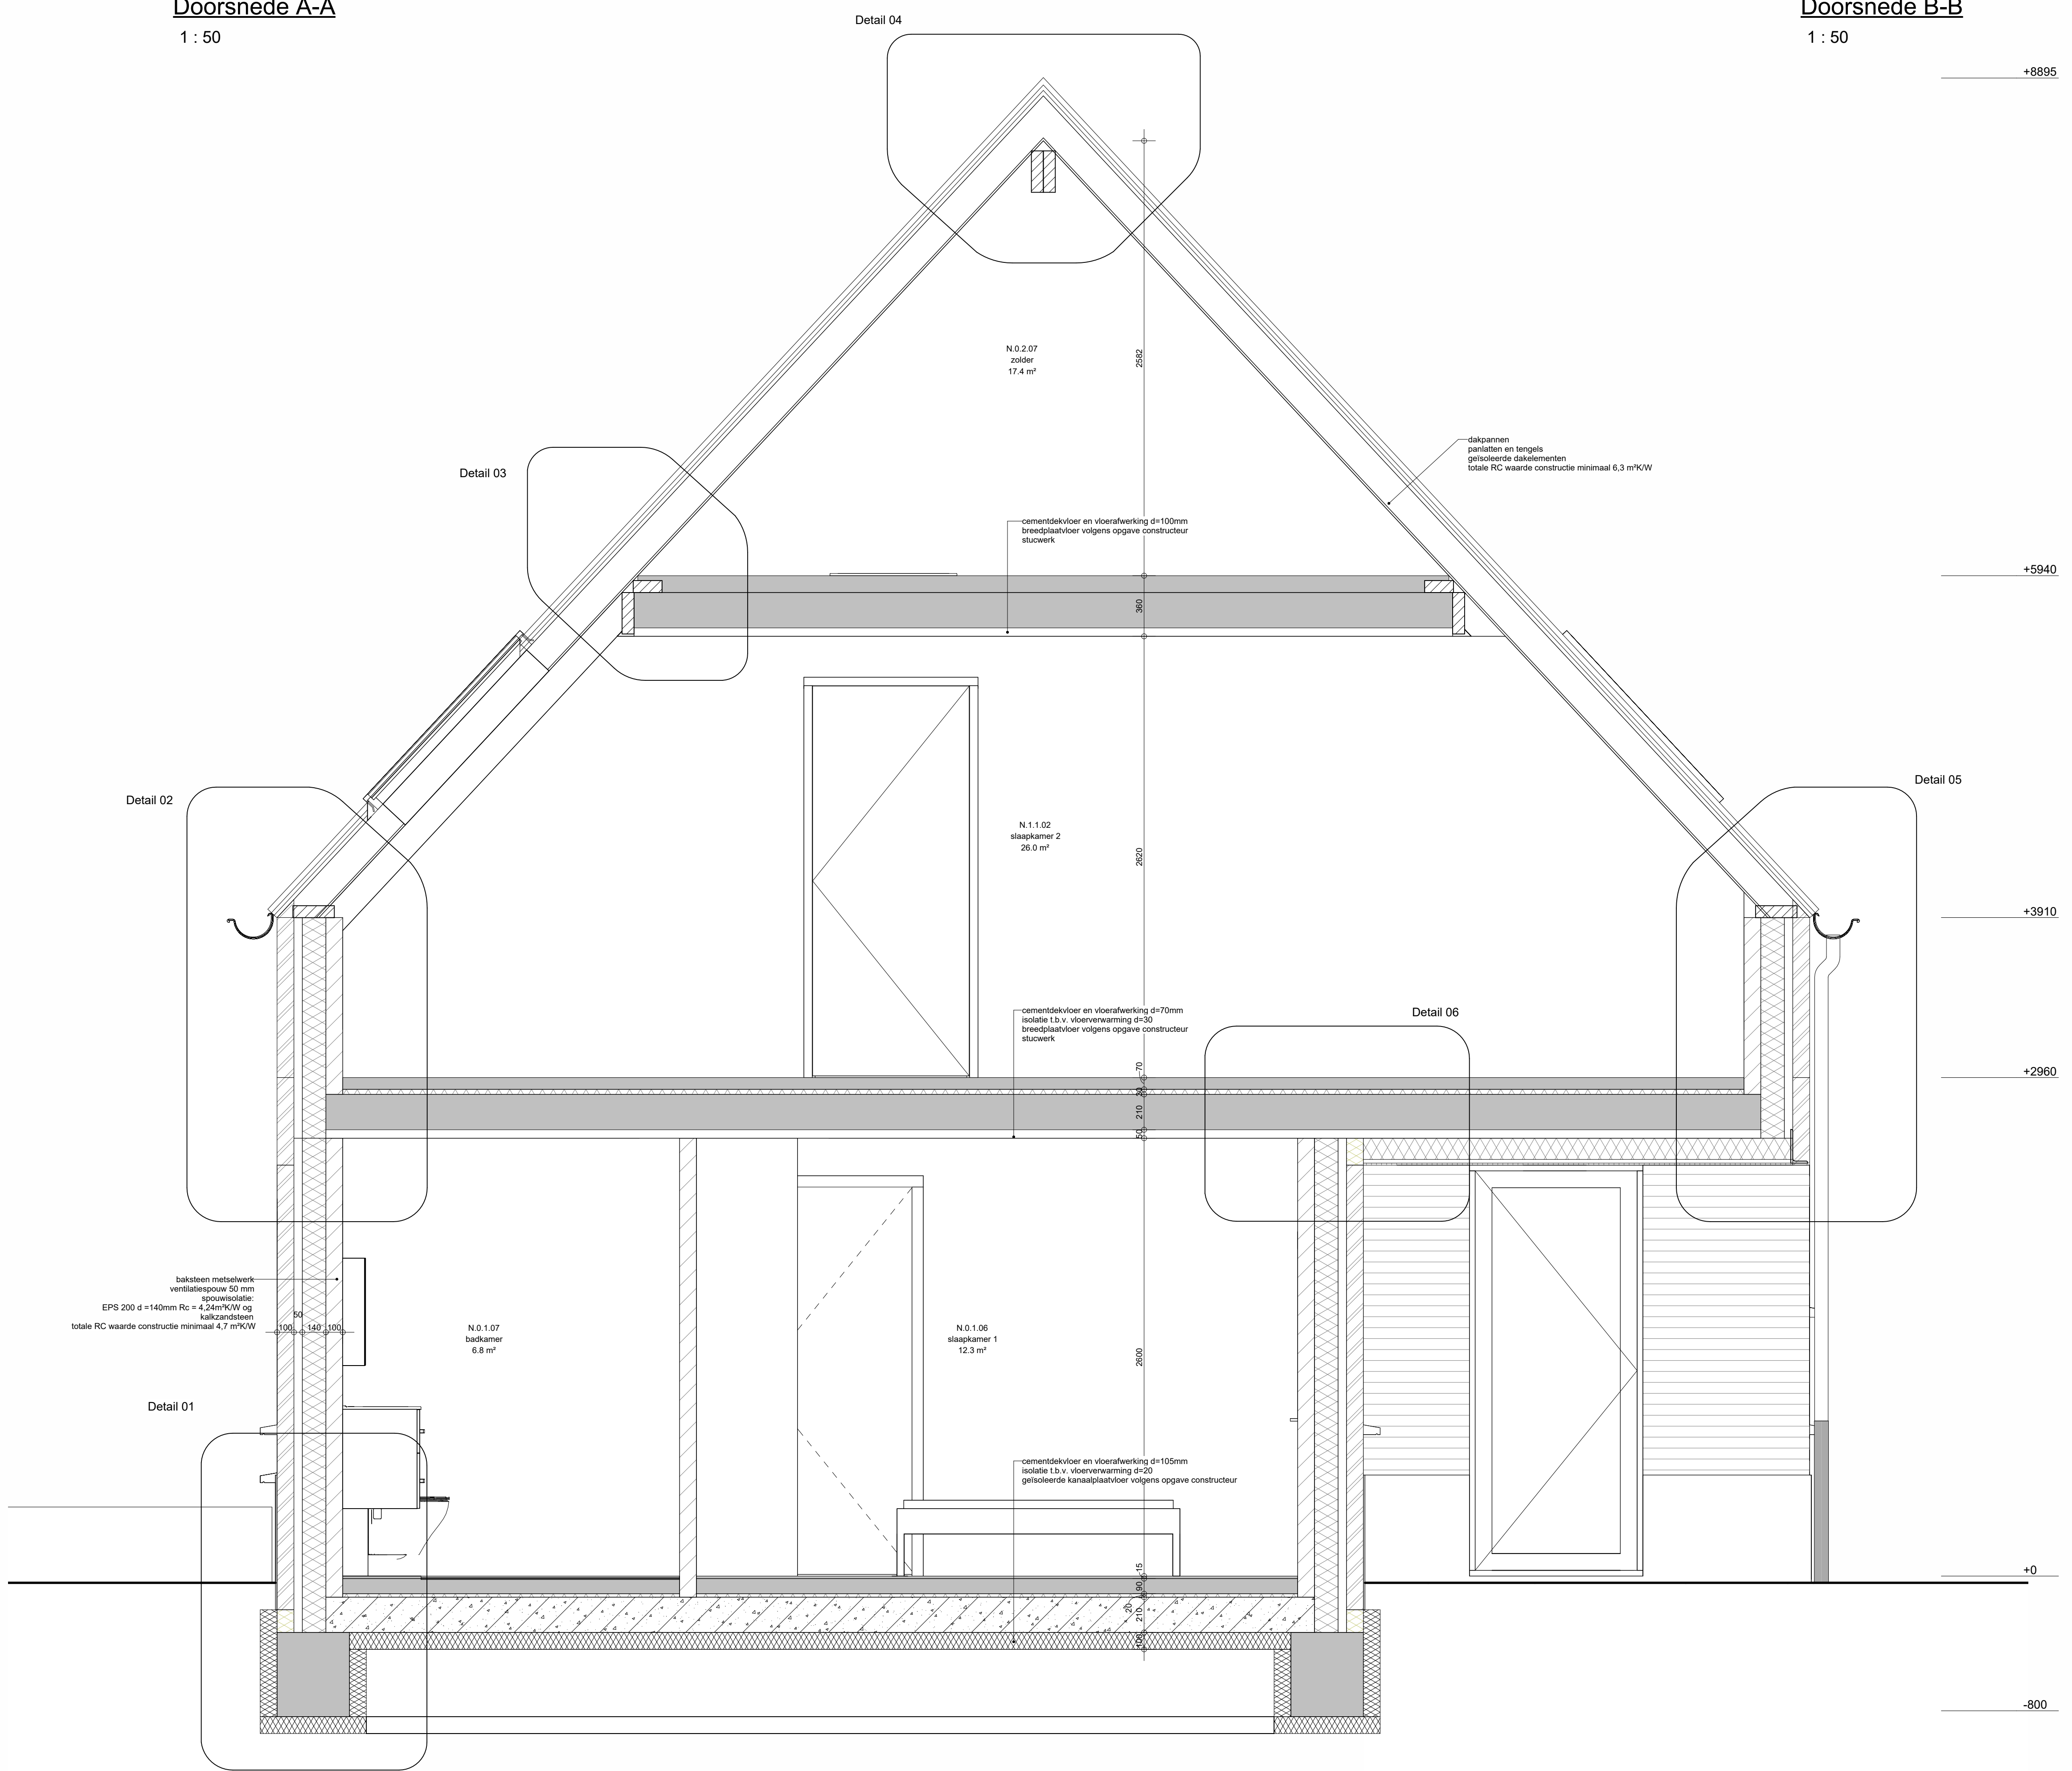 Doorsnede A-A
1 : 50
Doorsnede B-B
1 : 50
Detail 04
+8895
N.0.2.07
zolder
17.4 m²
2582
dakpannen
panlatten en tengels
geïsoleerde dakelementen
totale RC waarde constructie minimaal 6,3 m²K/W
Detail 03
cementdekvloer en vloerafwerking d=100mm
breedplaatvloer volgens opgave constructeur
stucwerk
+5940
360
Detail 02
Detail 05
N.1.1.02
slaapkamer 2
26.0 m²
2620
+3910
cementdekvloer en vloerafwerking d=70mm
isolatie t.b.v. vloerverwarming d=30
breedplaatvloer volgens opgave constructeur
stucwerk
Detail 06
+2960
70
30
210
50
baksteen metselwerk
ventilatiespouw 50 mm
spouwisolatie:
EPS 200 d =140mm Rc = 4,24m²K/W og
kalkzandsteen
totale RC waarde constructie minimaal 4,7 m²K/W
50
100
140
100
N.0.1.07
badkamer
6.8 m²
N.0.1.06
slaapkamer 1
12.3 m²
2600
Detail 01
cementdekvloer en vloerafwerking d=105mm
isolatie t.b.v. vloerverwarming d=20
geïsoleerde kanaalplaatvloer volgens opgave constructeur
+0
15
90
20
210
100
-800